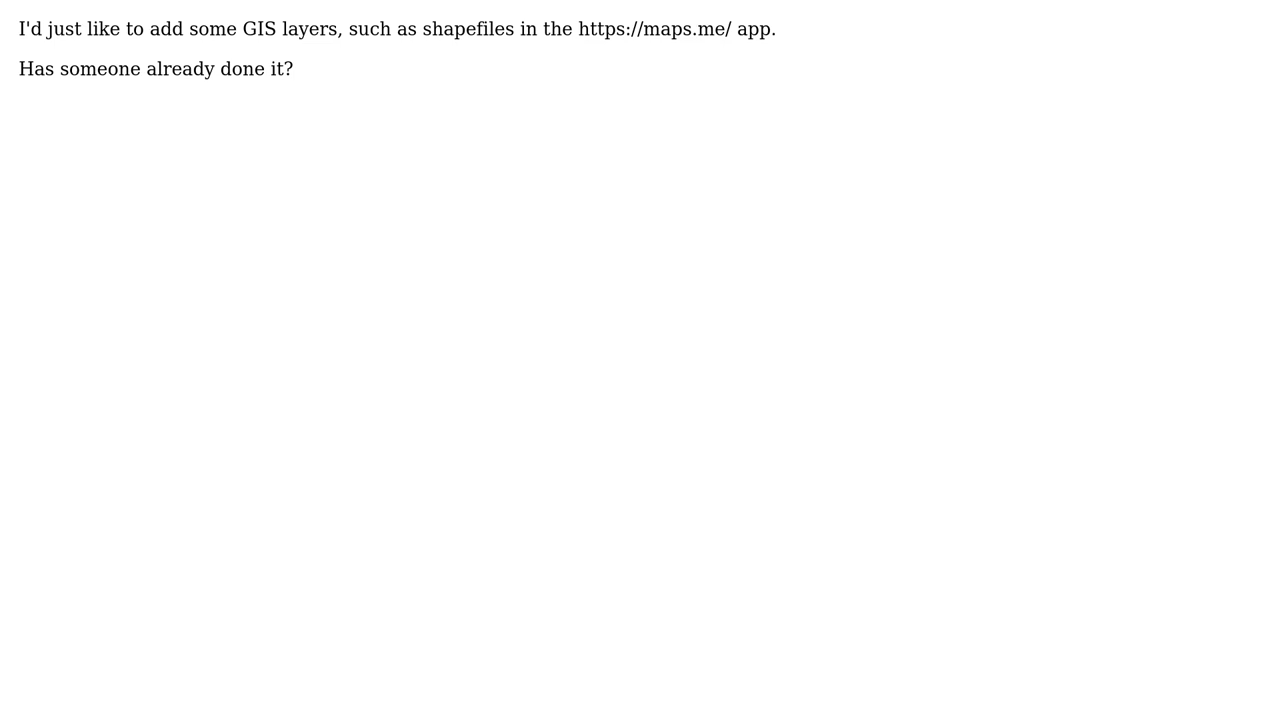 I'd just like to add some GIS layers, such as shapefiles in the https://maps.me/ app.
Has someone already done it?